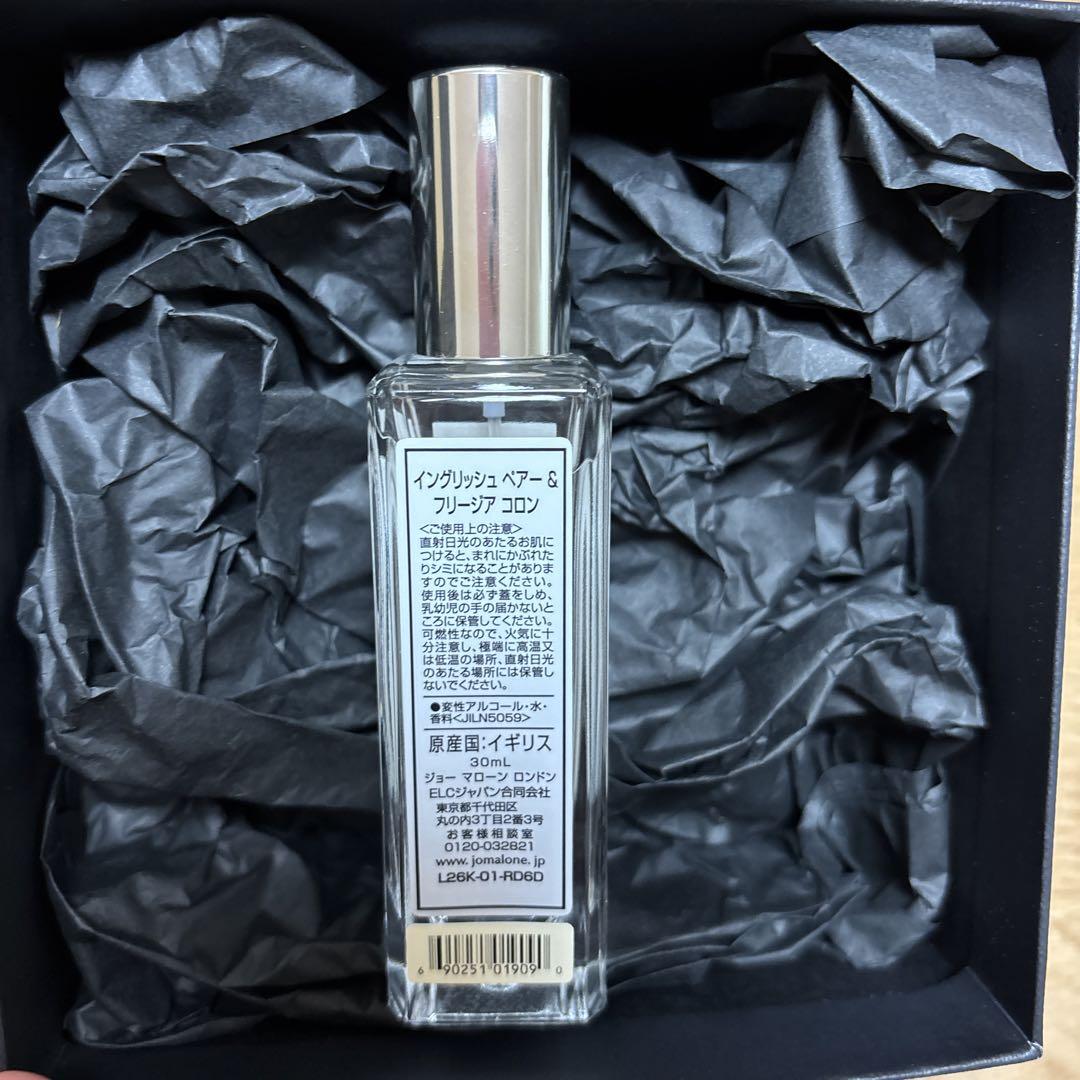 イングリッシュ ペアー &
フリージア コロン
<ご使用上の注意>
直射日光のあたるお肌に
つけると、まれにかぶれた
りシミになることがありま
すのでご注意ください。
使用後は必ず蓋をしめ、
乳幼児の手の届かないと
ころに保管してください。
可燃性なので、火気に十
分注意し、極端に高温又
は低温の場所、直射日光
のあたる場所には保管し
ないでください。
●変性アルコール・水・
香料<JILN5059>
原産国:イギリス
30mL
ジョー マローン ロンドン
ELCジャパン合同会社
東京都千代田区
丸の内3丁目2番3号
お客様相談室
0120-032821
www.jomalone.jp
L26K-01-RD6D
6 90251 01909 0